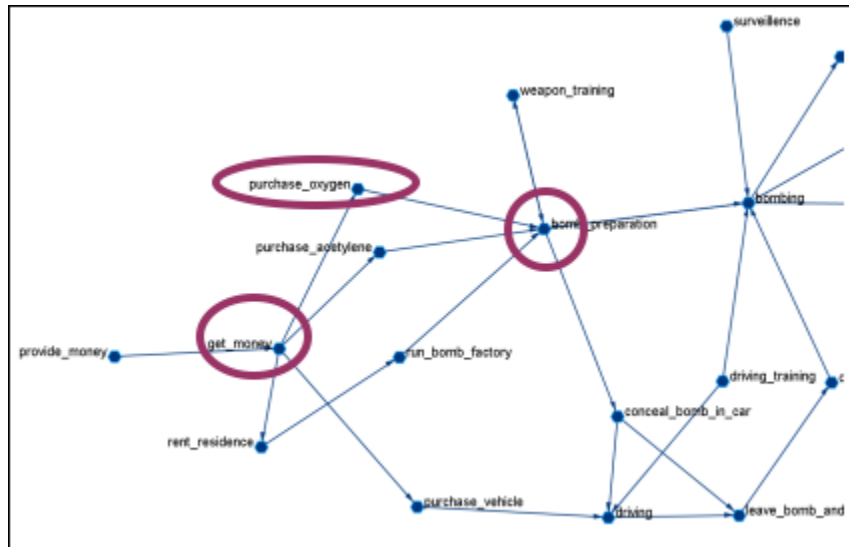 surveillence
weapon_training
purchase_oxygen
bombing
bomb_preparation
purchase_acetylene
get_money
provide_money
run_bomb_factory
driving_training
conceal_bomb_in_car
rent_residence
purchase_vehicle
driving
leave_bomb_and